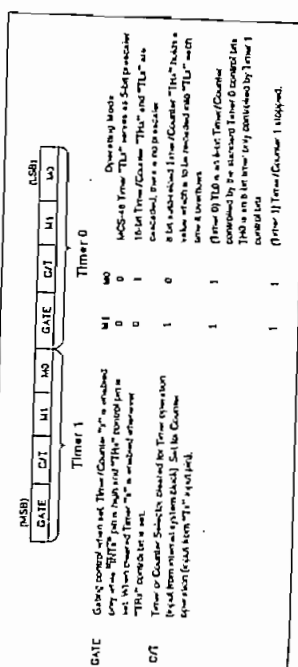 (MSB) (LSB)
GATE C/T M1 M0 GATE C/T M1 M0
Timer 1 Timer 0
GATE Gating control when set. Timer/Counter "x" is enabled
only while "INTx" pin is high and "TRx" control pin is
set. When cleared Timer "x" is enabled whenever
"TRx" control bit is set.
C/T Timer or Counter Selector cleared for Timer operation
(input from internal system clock). Set for Counter
operation (input from "Tx" input pin).
M1 M0 Operating Mode
0 0 MCS-48 Timer "TLx" serves as 5-bit prescaler
0 1 16-bit Timer/Counter "THx" and "TLx" are
cascaded, there is no prescaler
1 0 8-bit auto-reload Timer/Counter "THx" holds a
value which is to be reloaded into "TLx" each
time it overflows
1 1 (Timer 0) TL0 is an 8-bit Timer/Counter
controlled by the standard Timer 0 control bits
TH0 is an 8-bit timer only controlled by Timer 1
control bits
1 1 (Timer 1) Timer/Counter 1 stopped.